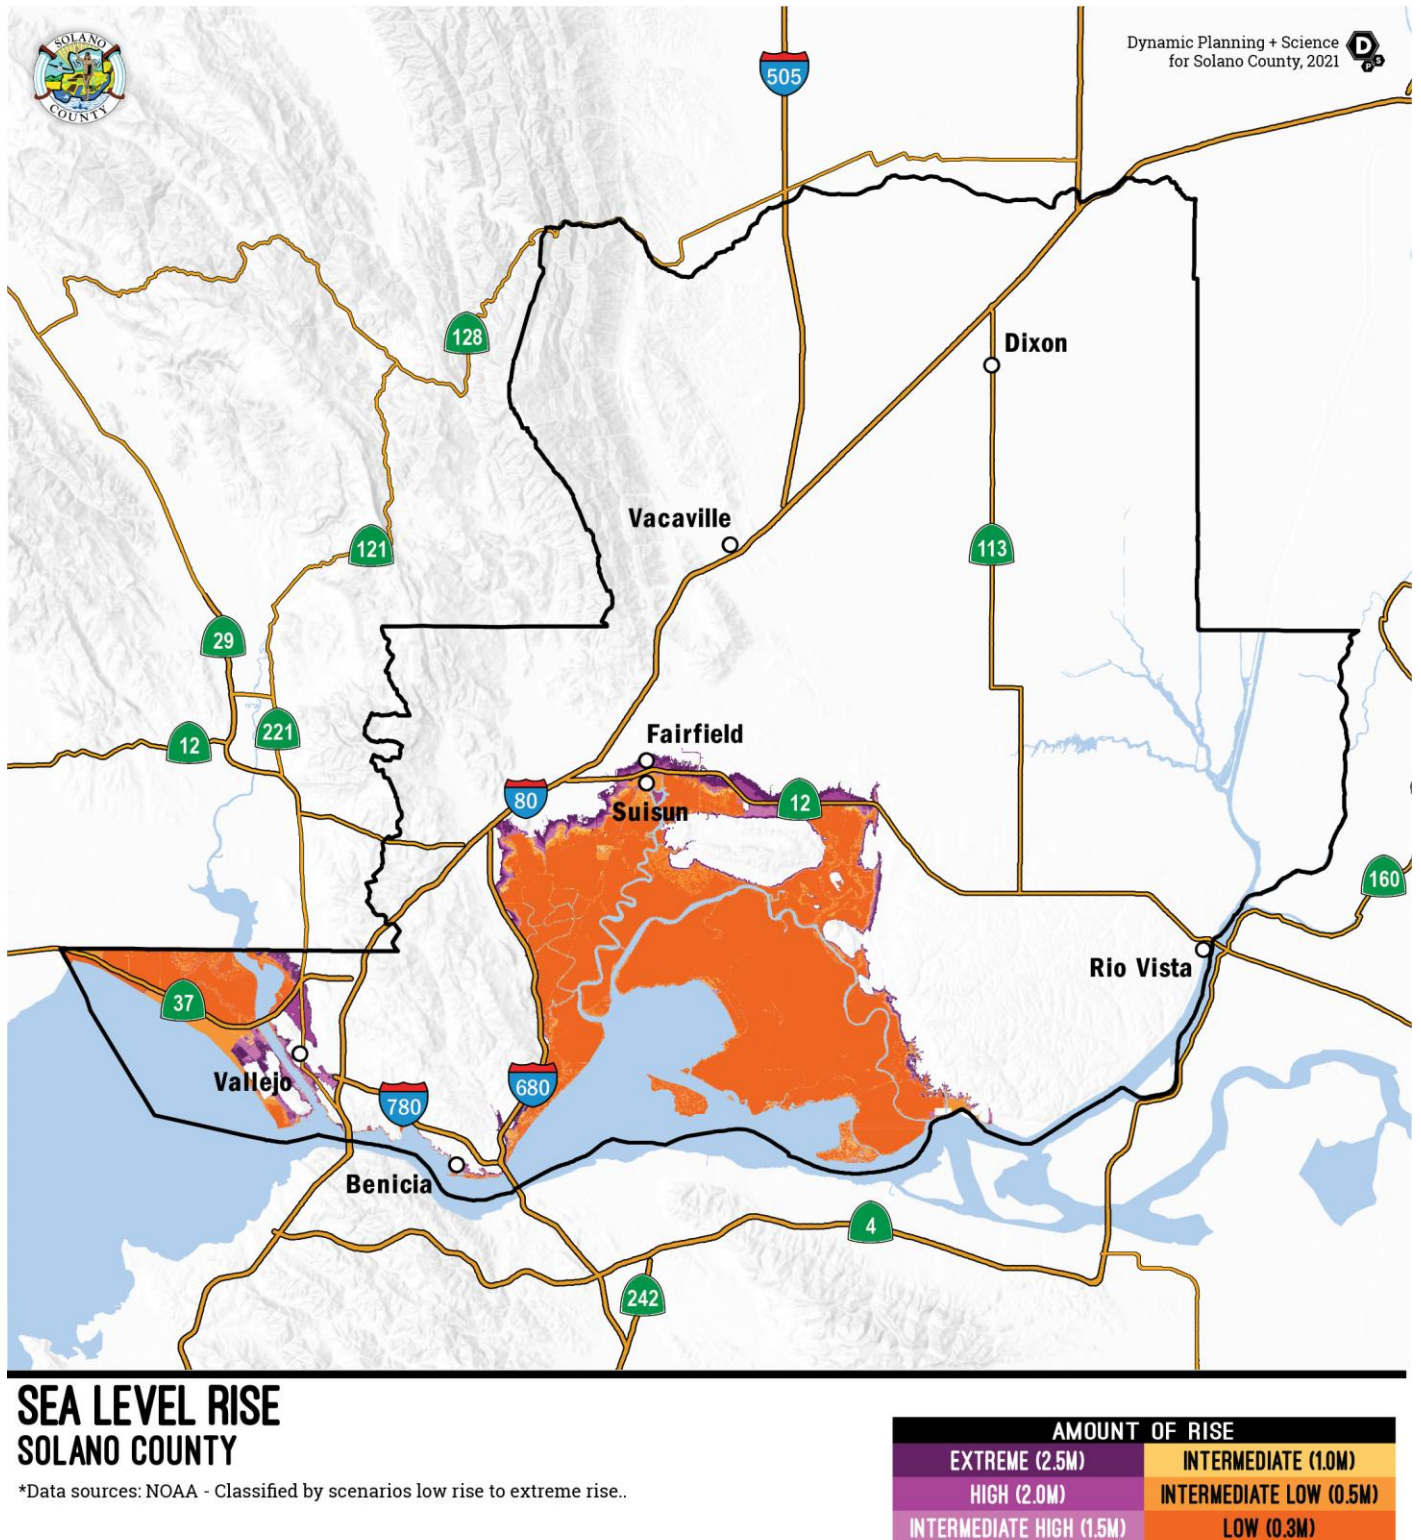 SOLANO
COUNTY
Dynamic Planning + Science
for Solano County, 2021
D
P
S
505
128
Dixon
Vacaville
121
113
29
12
221
Fairfield
80
Suisun
12
160
Rio Vista
37
Vallejo
780
680
Benicia
4
242
SEA LEVEL RISE
SOLANO COUNTY
*Data sources: NOAA - Classified by scenarios low rise to extreme rise..
AMOUNT OF RISE
EXTREME (2.5M) INTERMEDIATE (1.0M)
HIGH (2.0M) INTERMEDIATE LOW (0.5M)
INTERMEDIATE HIGH (1.5M) LOW (0.3M)